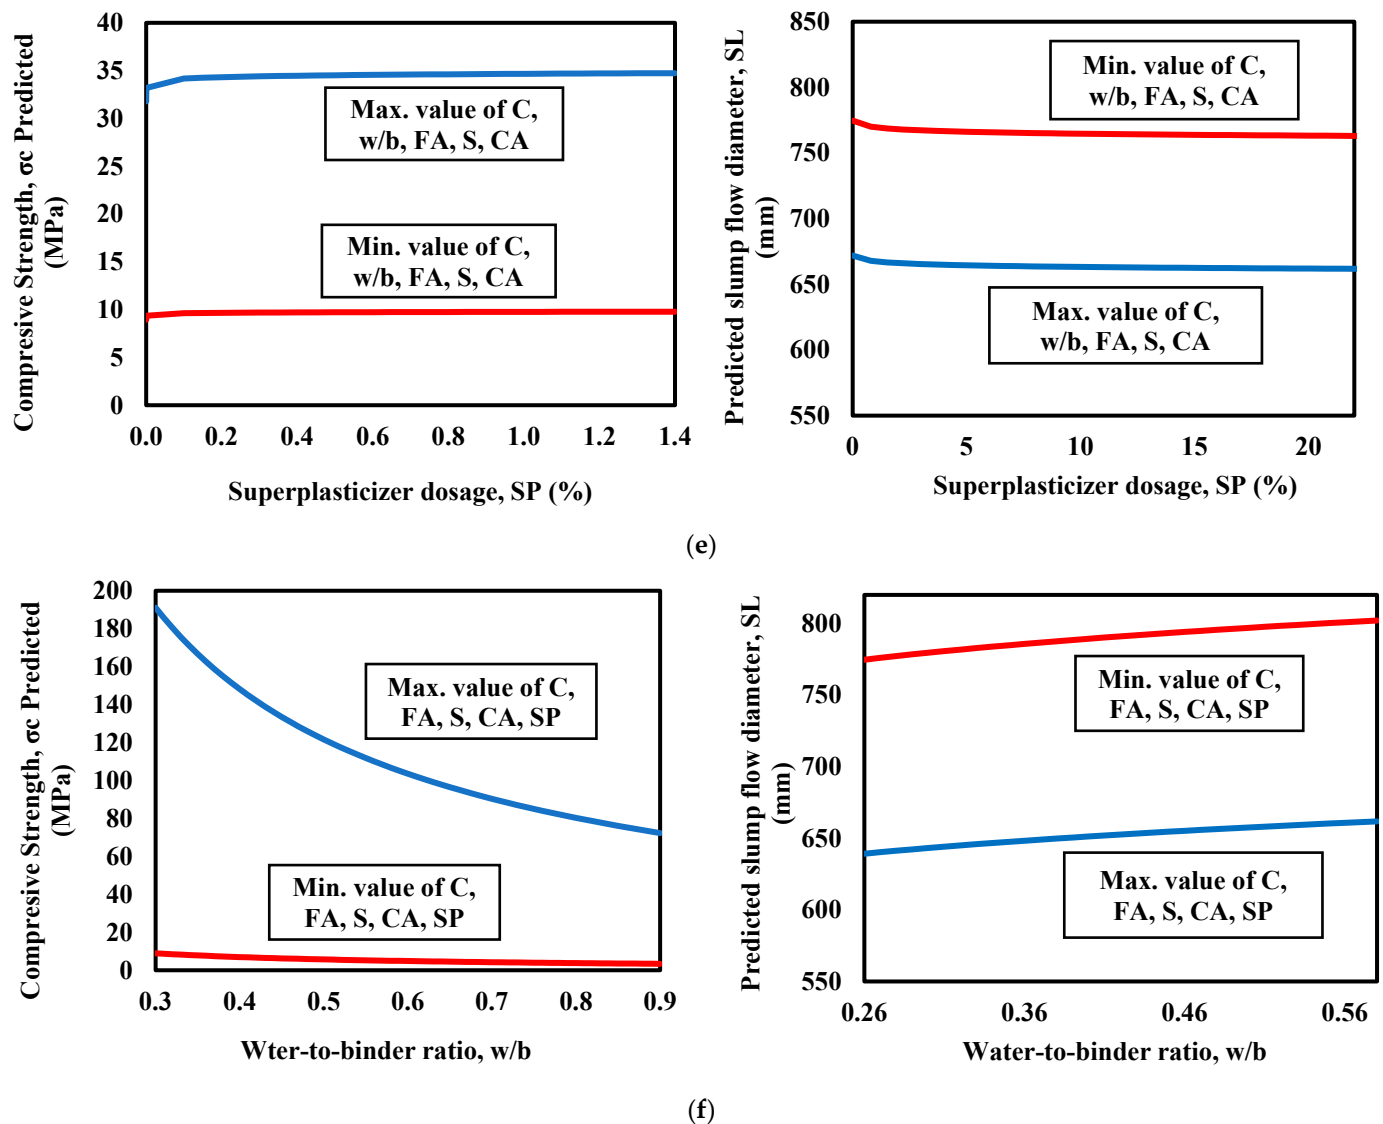 Compresive Strength, σc Predicted
(MPa)
40
35
30
25
20
15
10
5
0
Max. value of C,
w/b, FA, S, CA
Min. value of C,
w/b, FA, S, CA
0.0 0.2 0.4 0.6 0.8 1.0 1.2 1.4
Superplasticizer dosage, SP (%)
Predicted slump flow diameter, SL
(mm)
850
800
750
700
650
600
550
Min. value of C,
w/b, FA, S, CA
Max. value of C,
w/b, FA, S, CA
0 5 10 15 20
Superplasticizer dosage, SP (%)
(e)
Compresive Strength, σc Predicted
(MPa)
200
180
160
140
120
100
80
60
40
20
0
Max. value of C,
FA, S, CA, SP
Min. value of C,
FA, S, CA, SP
0.3 0.4 0.5 0.6 0.7 0.8 0.9
Wter-to-binder ratio, w/b
Predicted slump flow diameter, SL
(mm)
800
750
700
650
600
550
Min. value of C,
FA, S, CA, SP
Max. value of C,
FA, S, CA, SP
0.26 0.36 0.46 0.56
Water-to-binder ratio, w/b
(f)